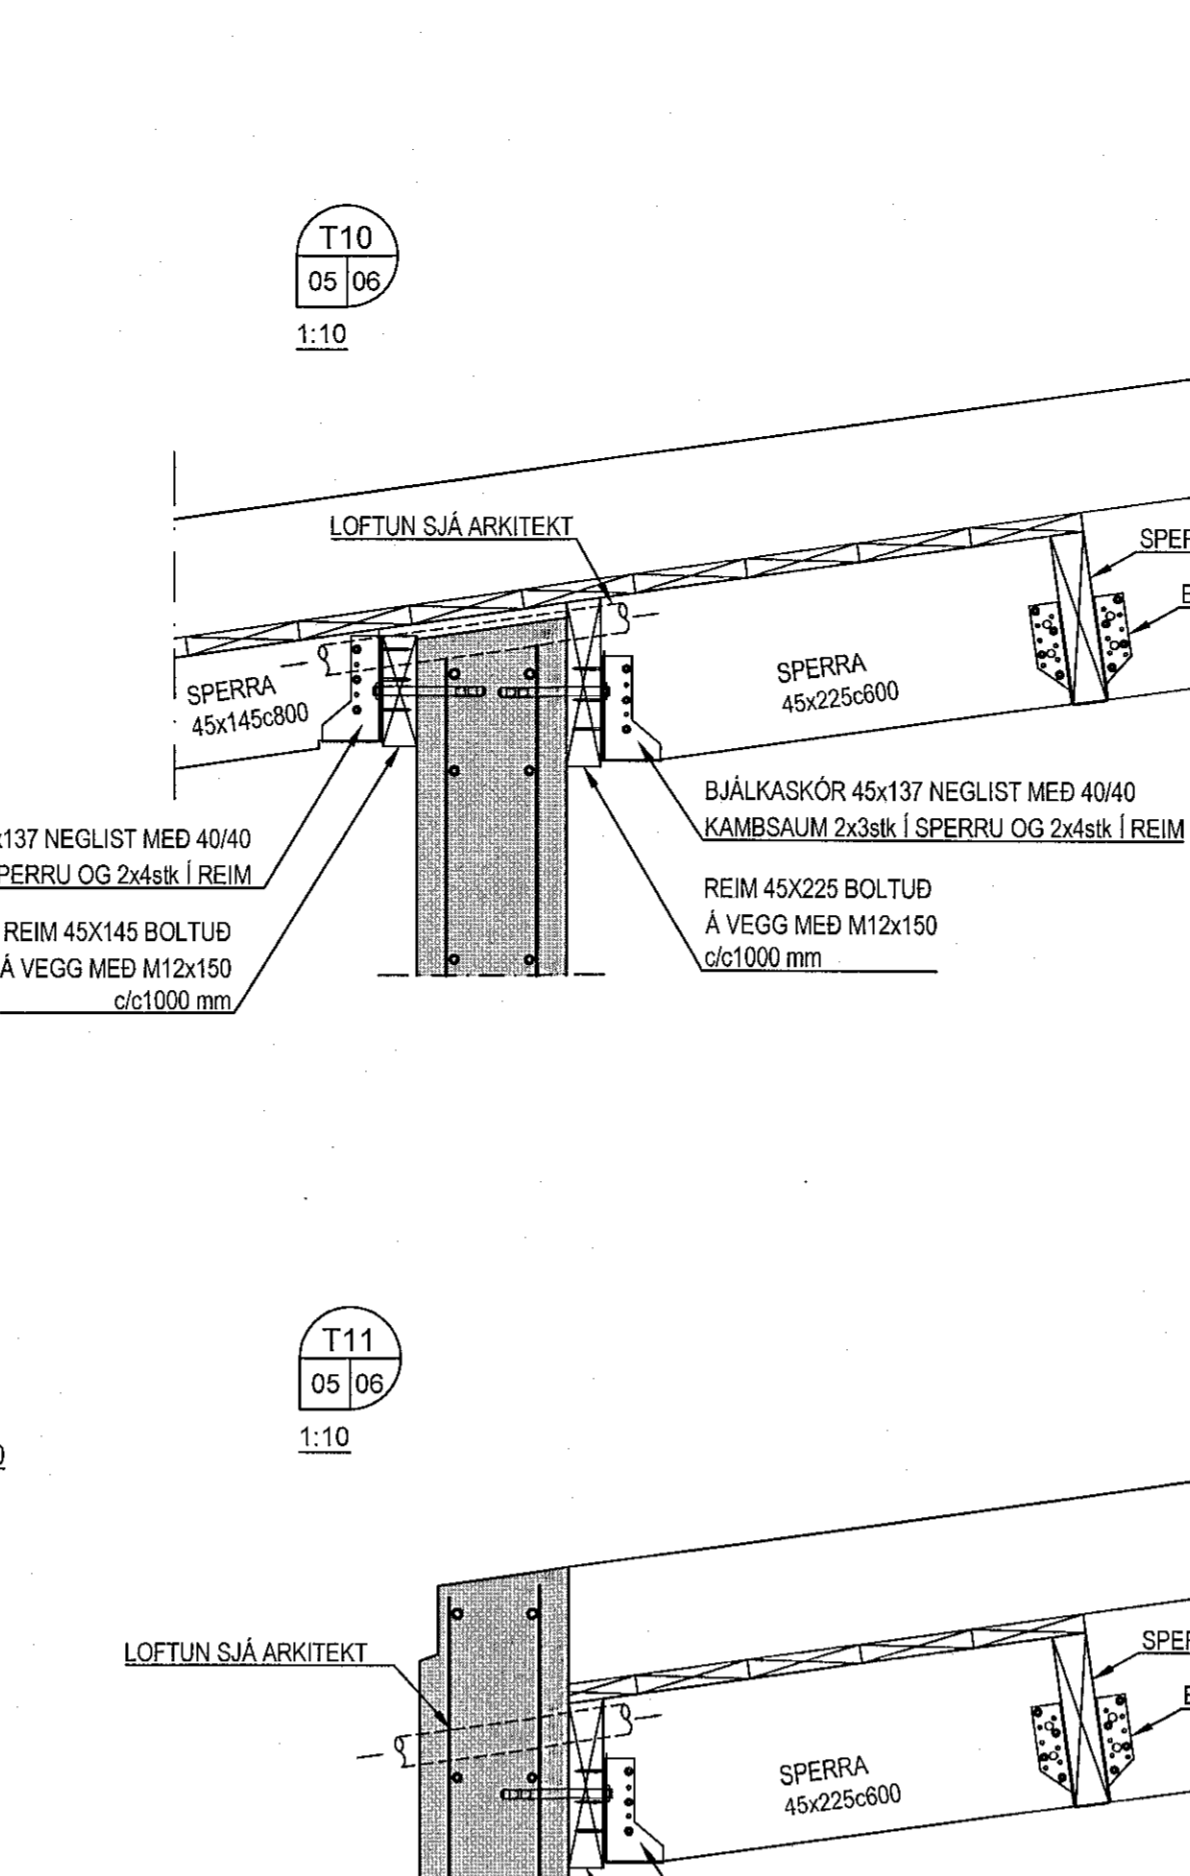 T10
05 06
1:10
LOFTUN SJÁ ARKITEKT
SPERRA
45x145c800
SPERRA
45x225c600
BJÁLKASKÓR 45x137 NEGLIST MEÐ 40/40
KAMBSAUM 2x3stk Í SPERRU OG 2x4stk Í REIM
REIM 45X225 BOLTUÐ
Á VEGG MEÐ M12x150
c/c1000 mm
x137 NEGLIST MEÐ 40/40
PERRU OG 2x4stk Í REIM
REIM 45X145 BOLTUÐ
Á VEGG MEÐ M12x150
c/c1000 mm
T11
05 06
1:10
LOFTUN SJÁ ARKITEKT
SPERRA
45x225c600